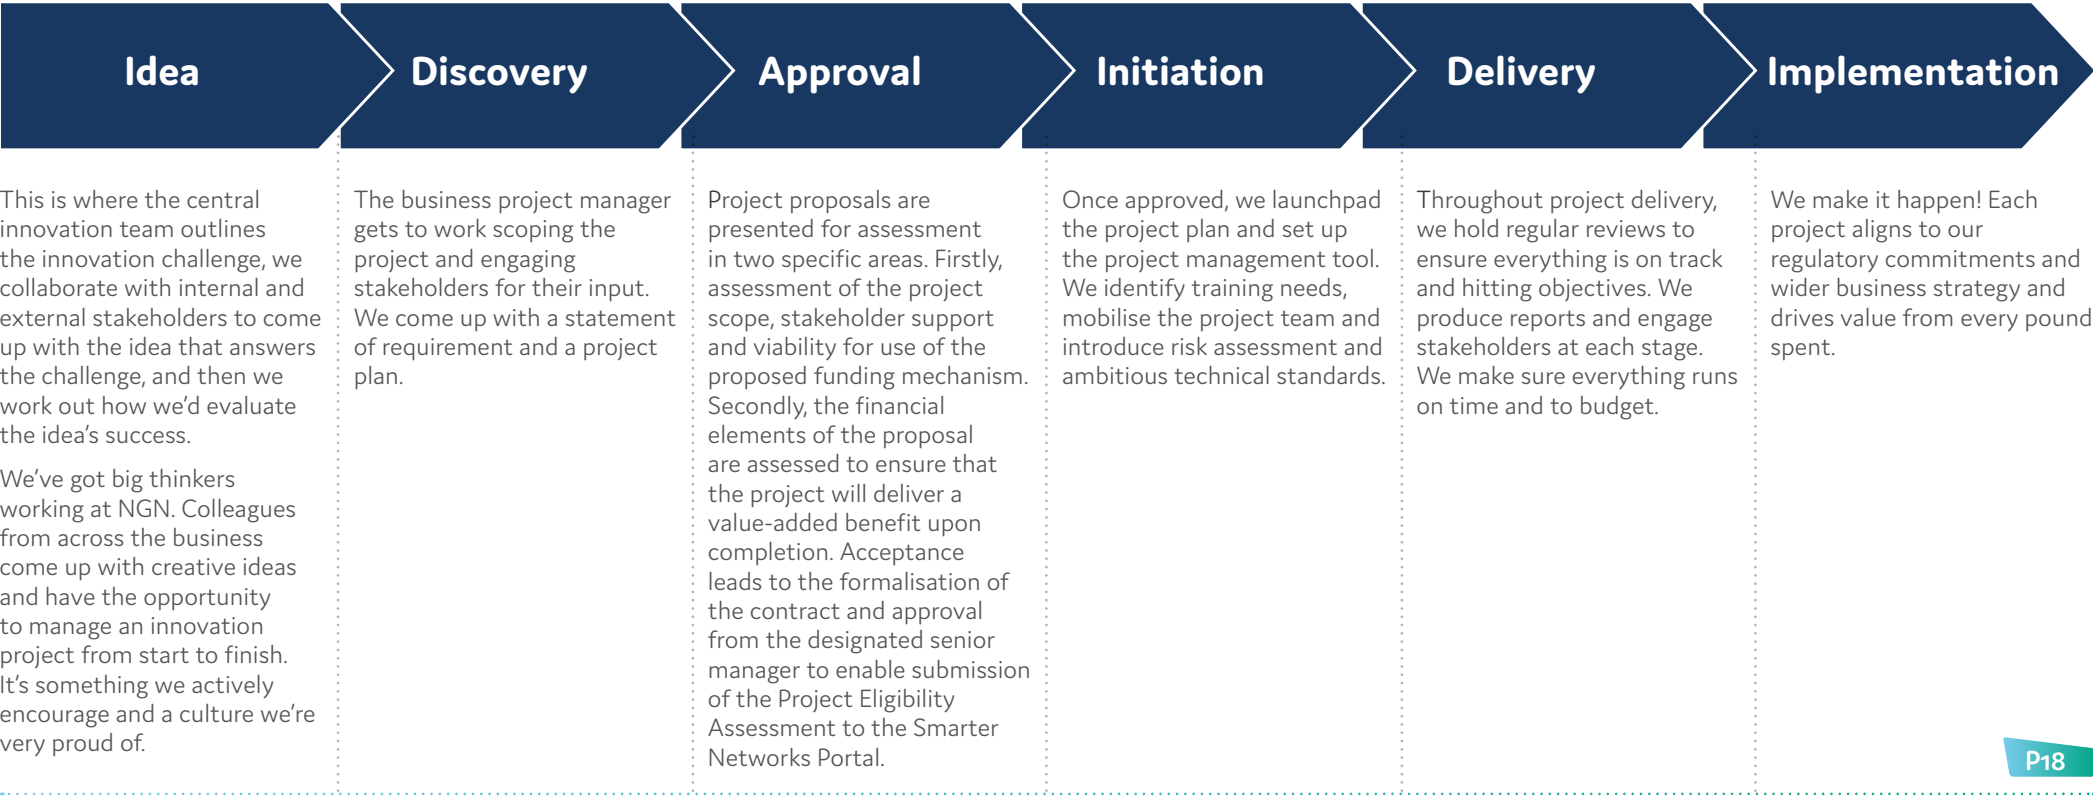 Idea
Discovery
Approval
Initiation
Delivery
Implementation
This is where the central
innovation team outlines
the innovation challenge, we
collaborate with internal and
external stakeholders to come
up with the idea that answers
the challenge, and then we
work out how we’d evaluate
the idea’s success.
We’ve got big thinkers
working at NGN. Colleagues
from across the business
come up with creative ideas
and have the opportunity
to manage an innovation
project from start to finish.
It’s something we actively
encourage and a culture we’re
very proud of.
The business project manager
gets to work scoping the
project and engaging
stakeholders for their input.
We come up with a statement
of requirement and a project
plan.
Project proposals are
presented for assessment
in two specific areas. Firstly,
assessment of the project
scope, stakeholder support
and viability for use of the
proposed funding mechanism.
Secondly, the financial
elements of the proposal
are assessed to ensure that
the project will deliver a
value-added benefit upon
completion. Acceptance
leads to the formalisation of
the contract and approval
from the designated senior
manager to enable submission
of the Project Eligibility
Assessment to the Smarter
Networks Portal.
Once approved, we launchpad
the project plan and set up
the project management tool.
We identify training needs,
mobilise the project team and
introduce risk assessment and
ambitious technical standards.
Throughout project delivery,
we hold regular reviews to
ensure everything is on track
and hitting objectives. We
produce reports and engage
stakeholders at each stage.
We make sure everything runs
on time and to budget.
We make it happen! Each
project aligns to our
regulatory commitments and
wider business strategy and
drives value from every pound
spent.
P18